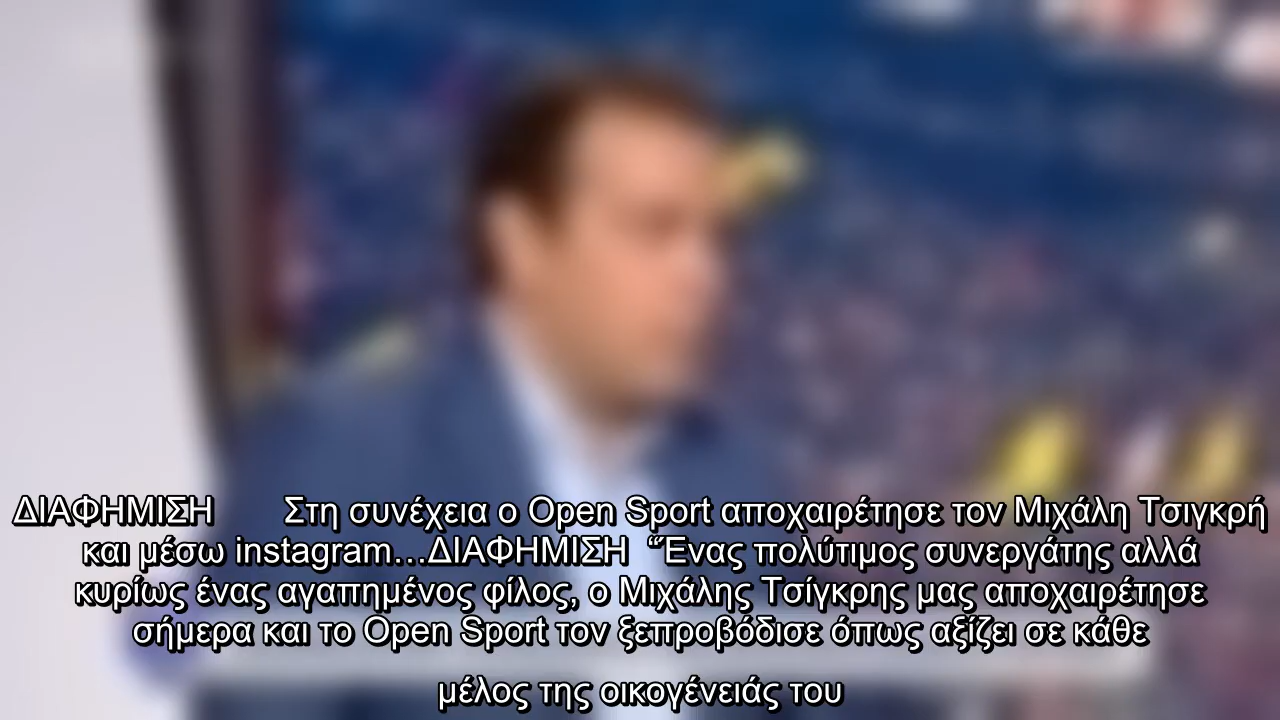 ΔΙΑΦΗΜΙΣΗ Στη συνέχεια ο Open Sport αποχαιρέτησε τον Μιχάλη Τσιγκρή
και μέσω instagram…ΔΙΑΦΗΜΙΣΗ “Ένας πολύτιμος συνεργάτης αλλά
κυρίως ένας αγαπημένος φίλος, ο Μιχάλης Τσίγκρης μας αποχαιρέτησε
σήμερα και το Open Sport τον ξεπροβόδισε όπως αξίζει σε κάθε
μέλος της οικογένειάς του